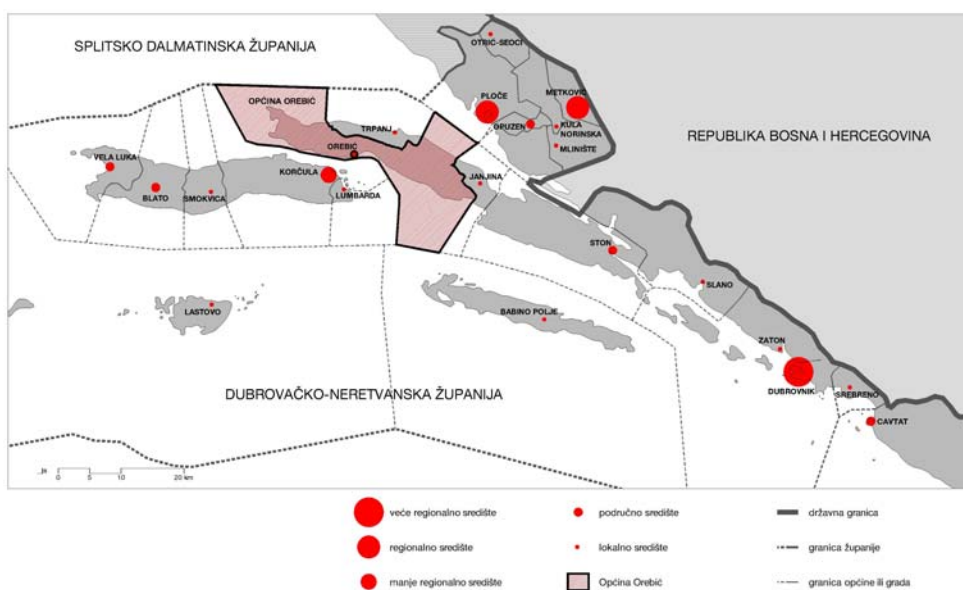 SPLITSKO DALMATINSKA ŽUPANIJA
OTRIĆ-SEOCI
METKOVIĆ
PLOČE
OPĆINA OREBIĆ
OPUZEN
KULA
NORINSKA
TRPANJ
REPUBLIKA BOSNA I HERCEGOVINA
MLINIŠTE
OREBIĆ
VELA LUKA
KORČULA
JANJINA
BLATO
SMOKVICA
LUMBARDA
STON
SLANO
LASTOVO
BABINO POLJE
ZATON
DUBROVNIK
SREBRENO
DUBROVAČKO-NERETVANSKA ŽUPANIJA
CAVTAT
0 5 10 20 km
veće regionalno središte
područno središte
državna granica
regionalno središte
lokalno središte
granica županije
manje regionalno središte
Općina Orebić
granica općine ili grada